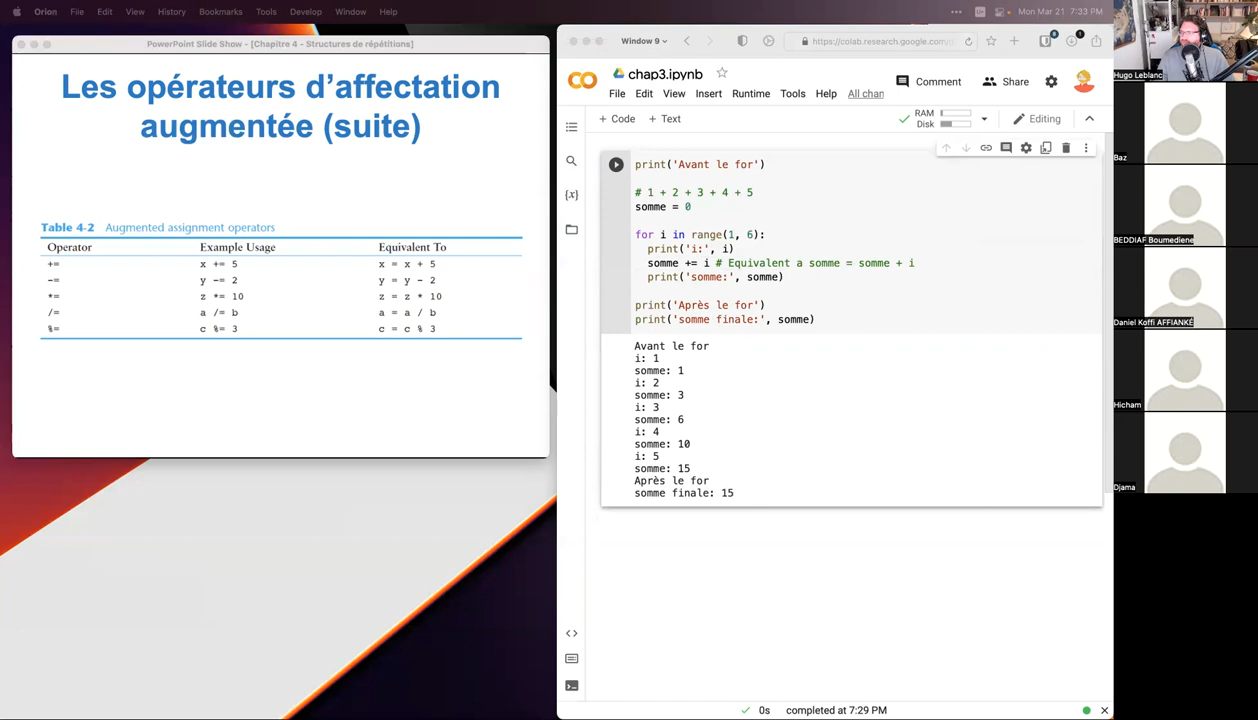 Orion File Edit View History Bookmarks Tools Develop Window Help
Mon Mar 21 7:33 PM
PowerPoint Slide Show - [Chapitre 4 - Structures de répétitions]
Les opérateurs d'affectation
augmentée (suite)
Table 4-2 Augmented assignment operators
Operator Example Usage Equivalent To
+= x += 5 x = x + 5
-= y -= 2 y = y - 2
*= z *= 10 z = z * 10
/= a /= b a = a / b
%= c %= 3 c = c % 3
Window 9
https://colab.research.google.com/
chap3.ipynb
Comment Share
File Edit View Insert Runtime Tools Help All chan
+ Code + Text
RAM
Disk
Editing
print('Avant le for')
# 1 + 2 + 3 + 4 + 5
somme = 0
for i in range(1, 6):
print('i:', i)
somme += i # Equivalent a somme = somme + i
print('somme:', somme)
print('Après le for')
print('somme finale:', somme)
Avant le for
i: 1
somme: 1
i: 2
somme: 3
i: 3
somme: 6
i: 4
somme: 10
i: 5
somme: 15
Après le for
somme finale: 15
0s completed at 7:29 PM
Hugo Leblanc
Baz
BEDDIAF Boumediene
Daniel Koffi AFFIANKÉ
Hicham
Djama